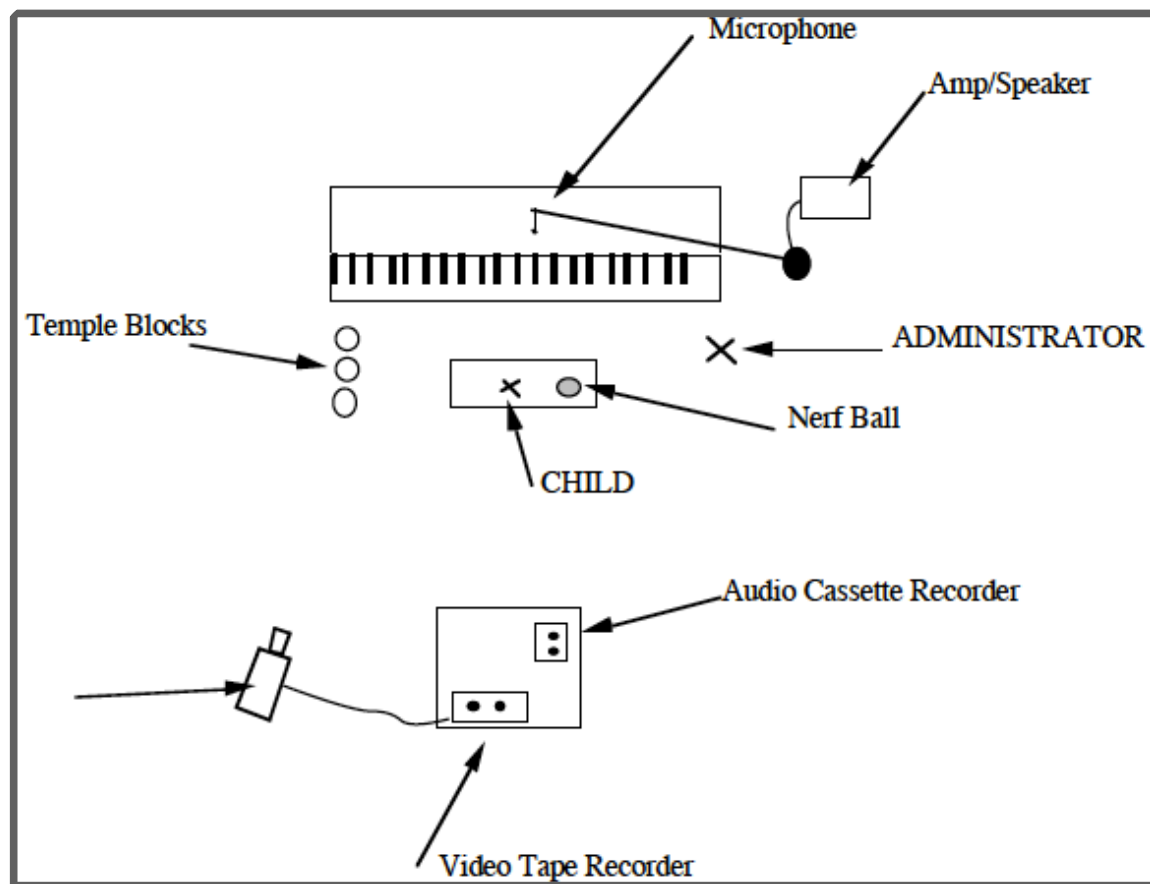 Microphone
Amp/Speaker
Temple Blocks
ADMINISTRATOR
Nerf Ball
CHILD
Audio Cassette Recorder
Video Tape Recorder